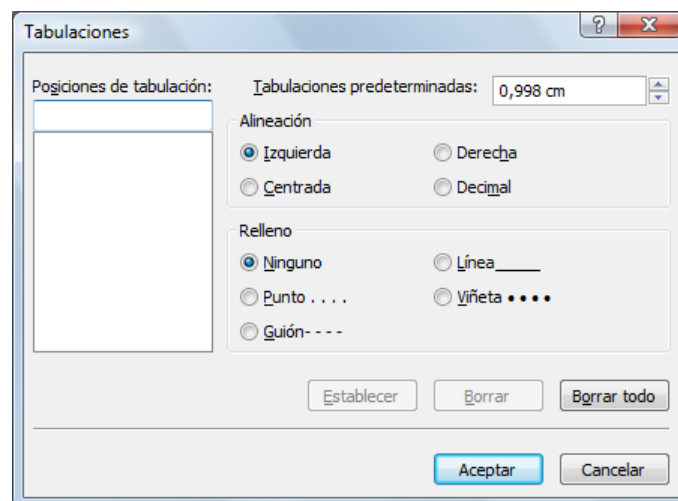 Tabulaciones
Posiciones de tabulación:
Tabulaciones predeterminadas: 0,998 cm
Alineación
Izquierda Derecha
Centrada Decimal
Relleno
Ninguno Línea_____
Punto . . . . Viñeta • • • •
Guión- - - -
Establecer Borrar Borrar todo
Aceptar Cancelar